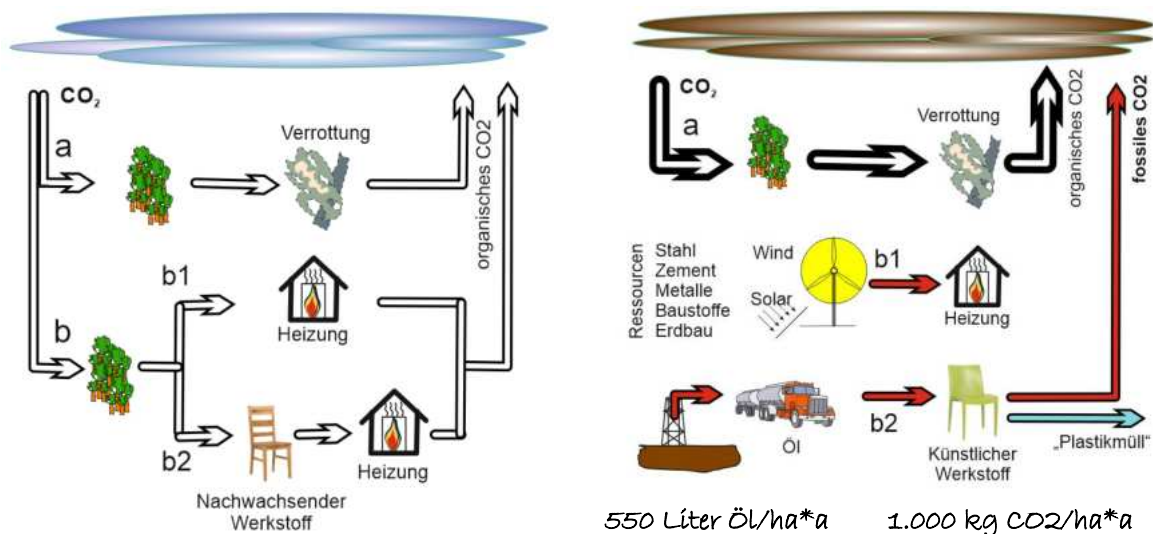 CO₂
a
Verrottung
organisches CO2
b1
Heizung
b
b2
Heizung
Nachwachsender
Werkstoff
CO₂
a
Verrottung
organisches CO2
fossiles CO2
Ressourcen
Stahl
Zement
Metalle
Baustoffe
Erdbau
Wind
Solar
b1
Heizung
Öl
b2
Künstlicher
Werkstoff
„Plastikmüll“
550 Liter Öl/ha*a
1.000 kg CO2/ha*a